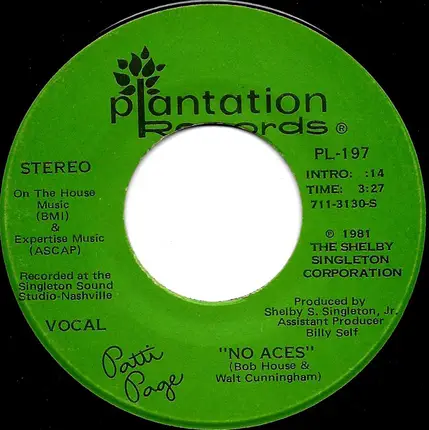 plantation
Records ®
STEREO
On The House
Music
(BMI)
&
Expertise Music
(ASCAP)
Recorded at the
Singleton Sound
Studio-Nashville
VOCAL
PL-197
INTRO: :14
TIME: 3:27
711-3130-S
℗ 1981
THE SHELBY
SINGLETON
CORPORATION
Produced by
Shelby S. Singleton, Jr.
Assistant Producer
Billy Self
Patti
Page
"NO ACES"
(Bob House &
Walt Cunningham)